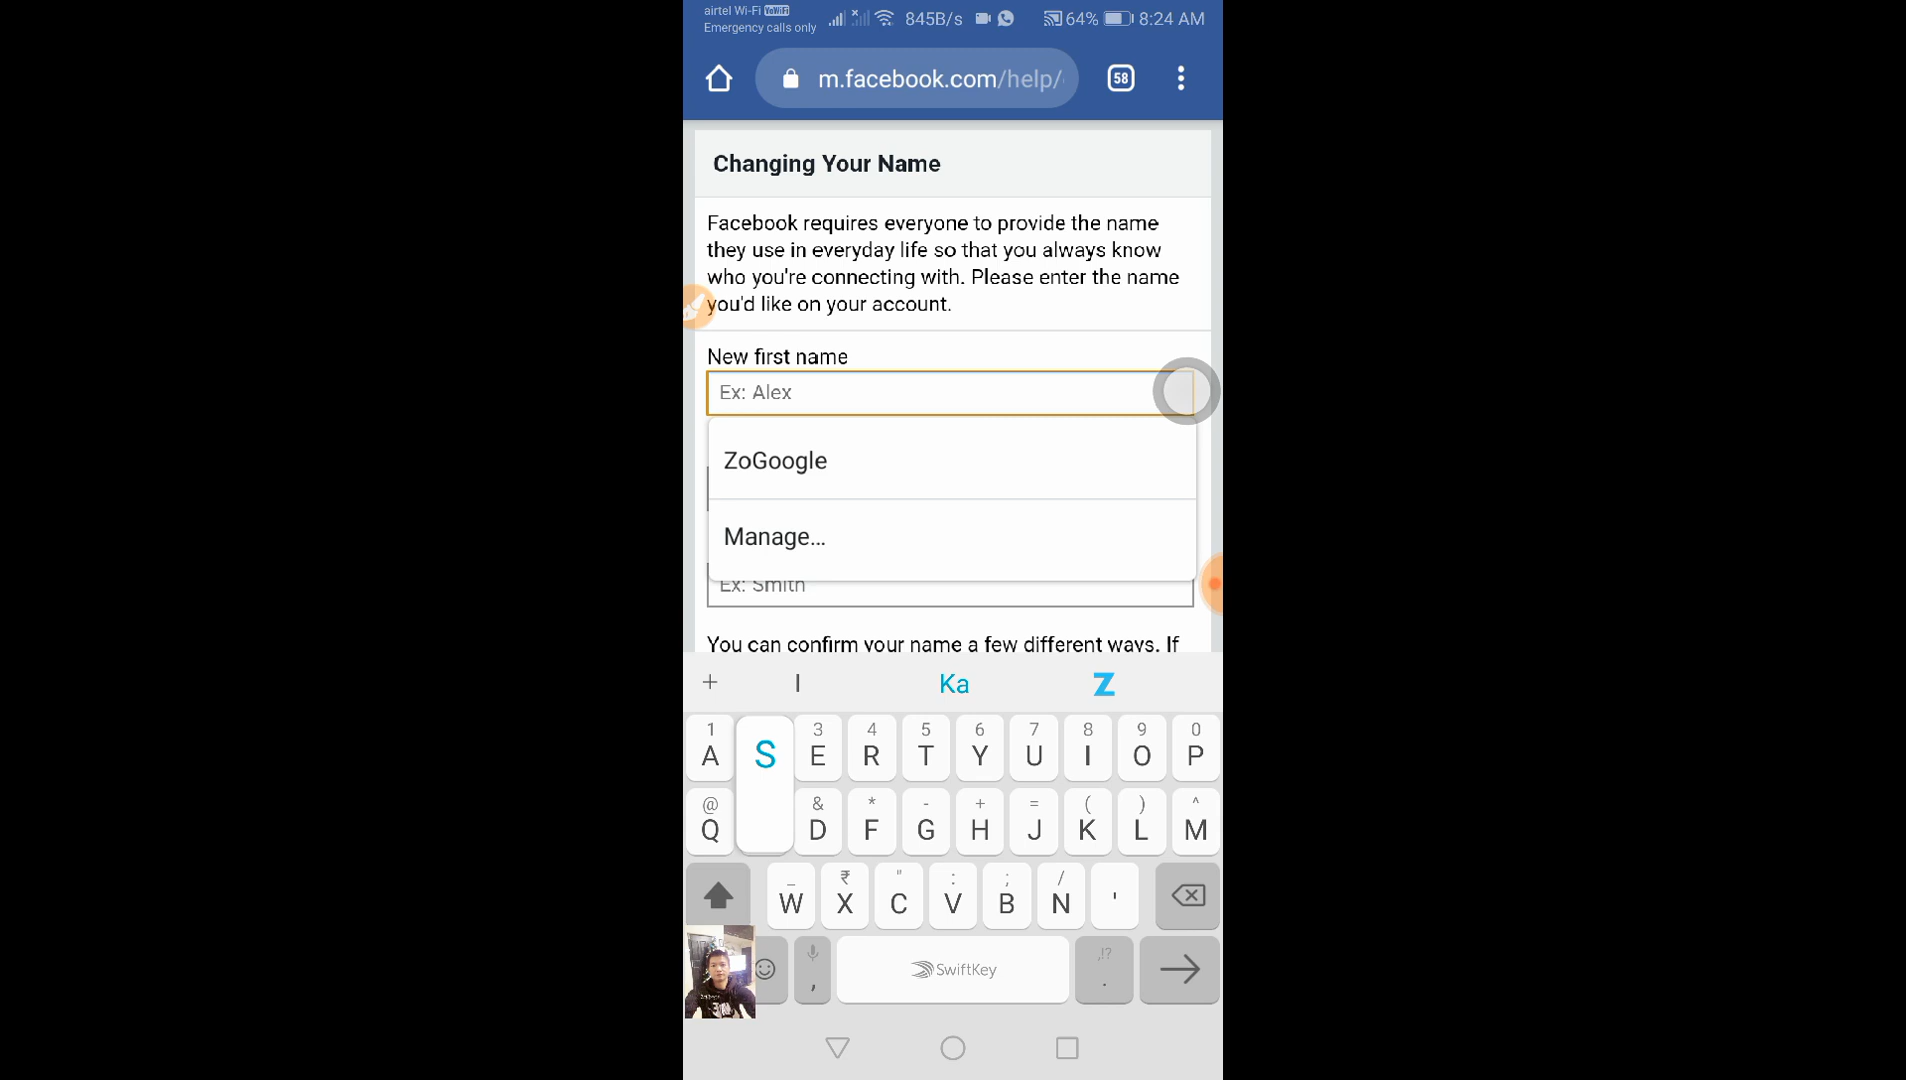 airtel Wi-Fi VoWiFi
Emergency calls only
845B/s
64%
8:24 AM
m.facebook.com/help/
58
Changing Your Name
Facebook requires everyone to provide the name
they use in everyday life so that you always know
who you're connecting with. Please enter the name
you'd like on your account.
New first name
Ex: Alex
ZoGoogle
Manage...
Ex: Smith
You can confirm your name a few different ways. If
+ I Ka Z
1 3 4 5 6 7 8 9 0
A S E R T Y U I O P
@ & * - + = ( ) ^
Q D F G H J K L M
_ ₹ " : ; /
W X C V B N '
, SwiftKey ,!? .